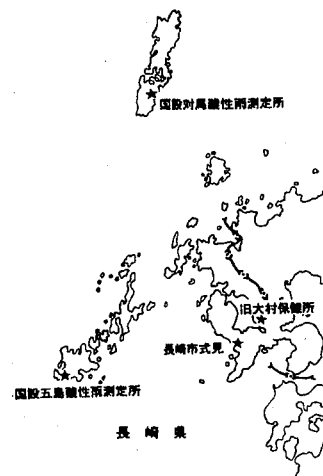 国設対馬酸性雨測定所
旧大村保健所
長崎市式見
国設五島酸性雨測定所
長崎県